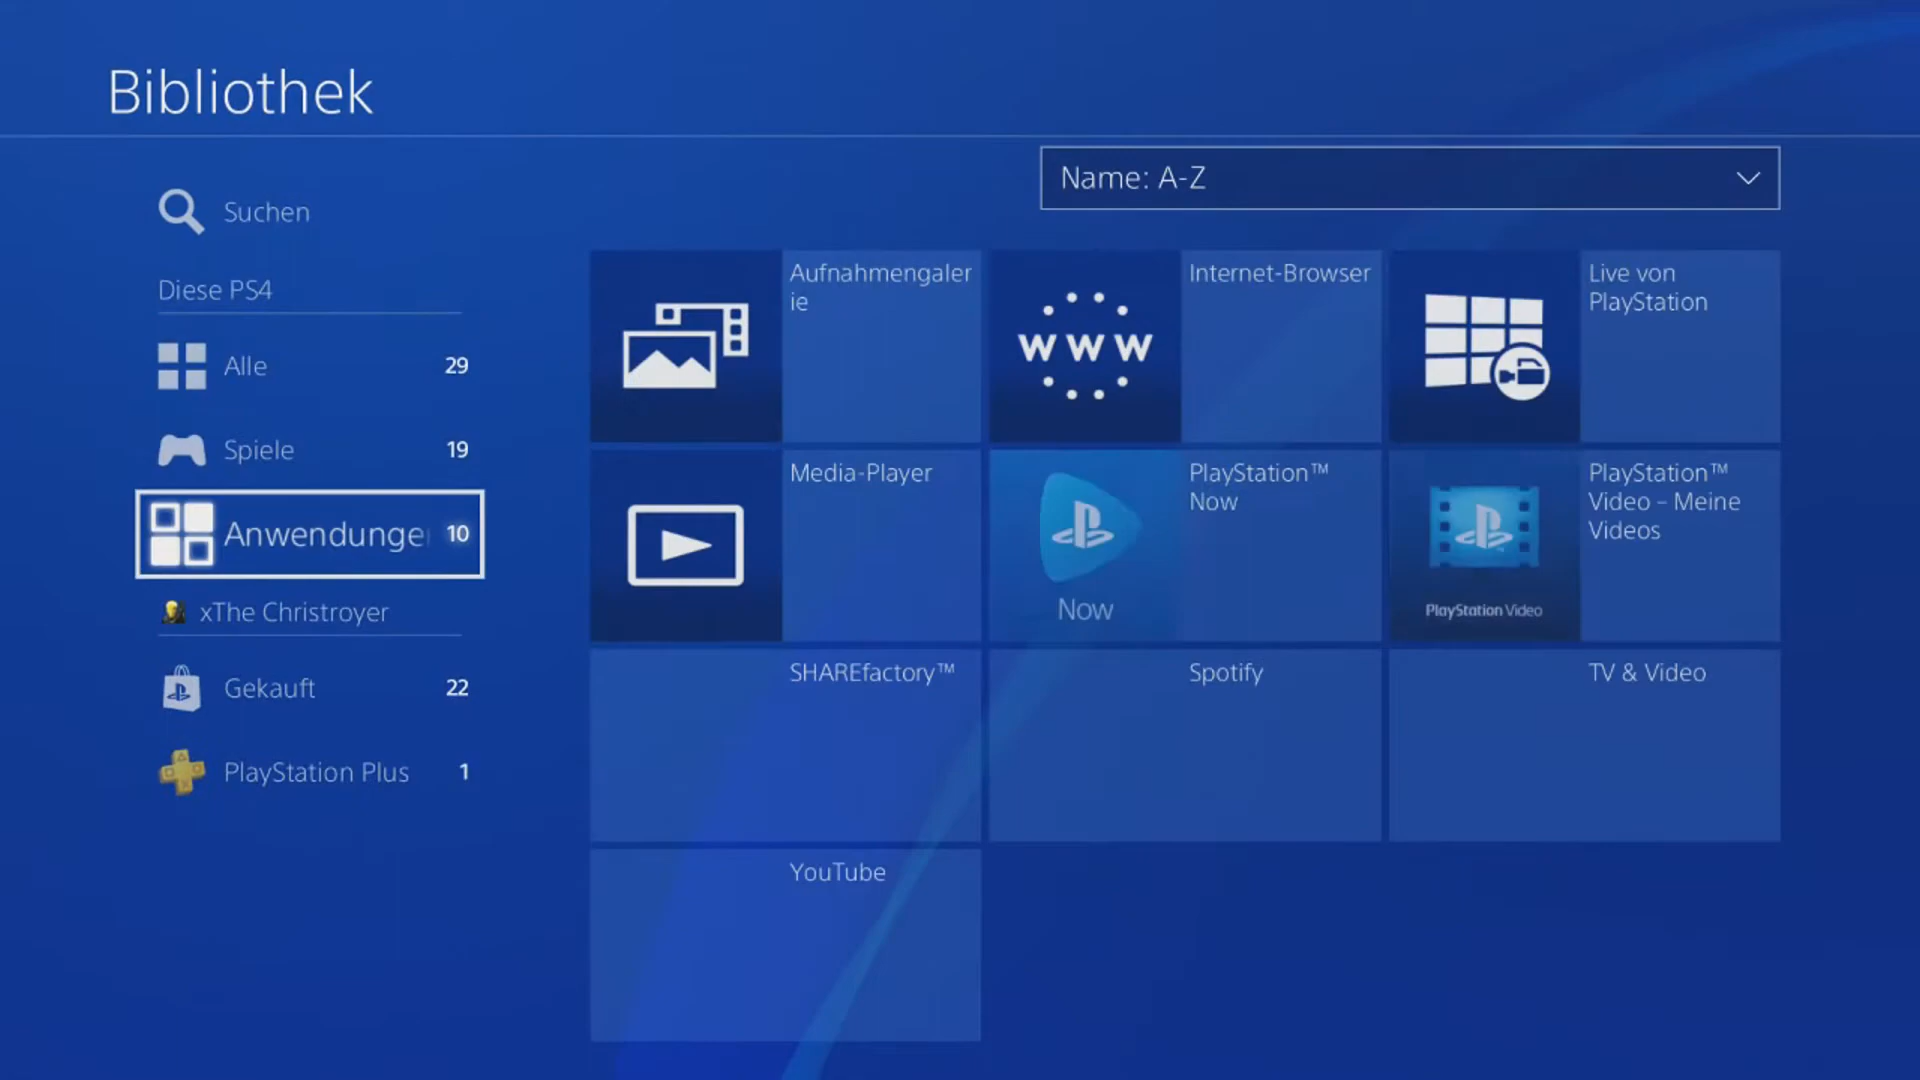 Bibliothek
Name: A-Z
Suchen
Diese PS4
Alle 29
Spiele 19
Anwendunge 10
xThe Christroyer
Gekauft 22
PlayStation Plus 1
Aufnahmengaler
ie
www
Internet-Browser
Live von
PlayStation
Media-Player
Now
PlayStation™
Now
PlayStation Video
PlayStation™
Video – Meine
Videos
SHAREfactory™
Spotify
TV & Video
YouTube